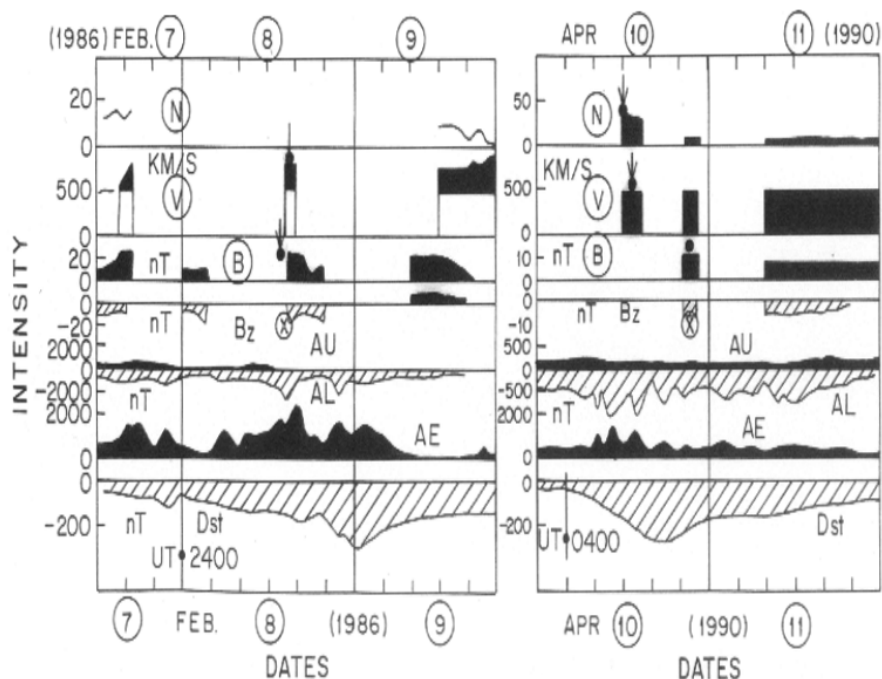 (1986) FEB. 7 8 9
APR 10 11 (1990)
20
N
0
KM/S
500
V
0
20
nT
B
0
0
-20
nT
Bz
X
2000
AU
0
-2000
nT
AL
2000
AE
0
0
-200
nT
Dst
UT 2400
7 FEB. 8 (1986) 9
DATES
50
N
0
KM/S
500
V
0
10
nT
B
0
0
-10
nT
Bz
X
500
AU
0
-500
nT
AL
2000
AE
0
0
-200
UT 0400
Dst
APR 10 (1990) 11
DATES
INTENSITY